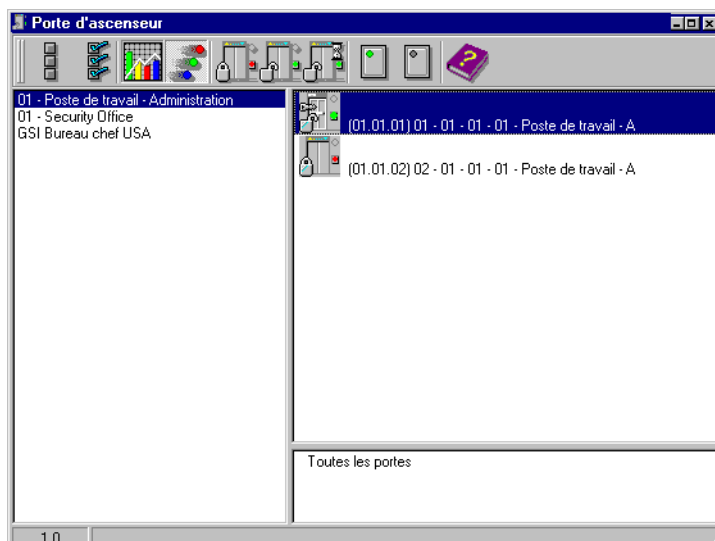 Porte d'ascenseur
01 - Poste de travail - Administration
01 - Security Office
GSI Bureau chef USA
(01.01.01) 01 - 01 - 01 - 01 - Poste de travail - A
(01.01.02) 02 - 01 - 01 - 01 - Poste de travail - A
Toutes les portes
1.0